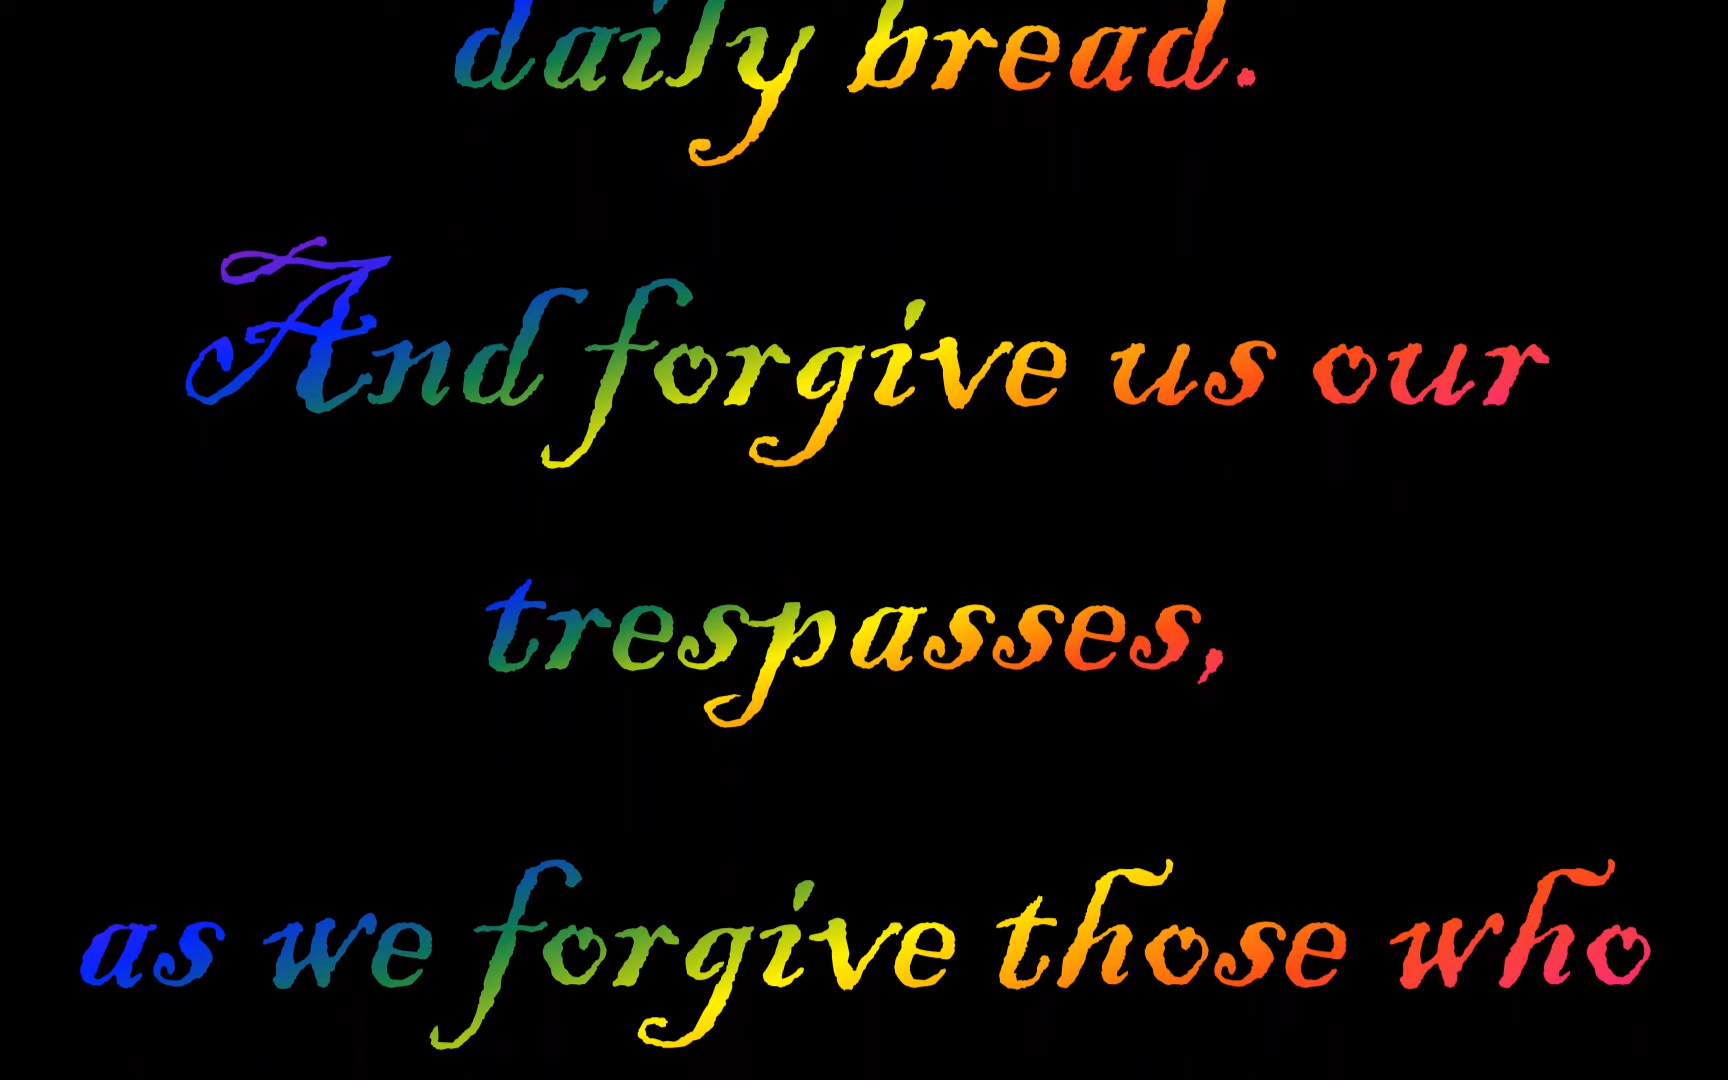 daily bread.
And forgive us our
trespasses,
as we forgive those who